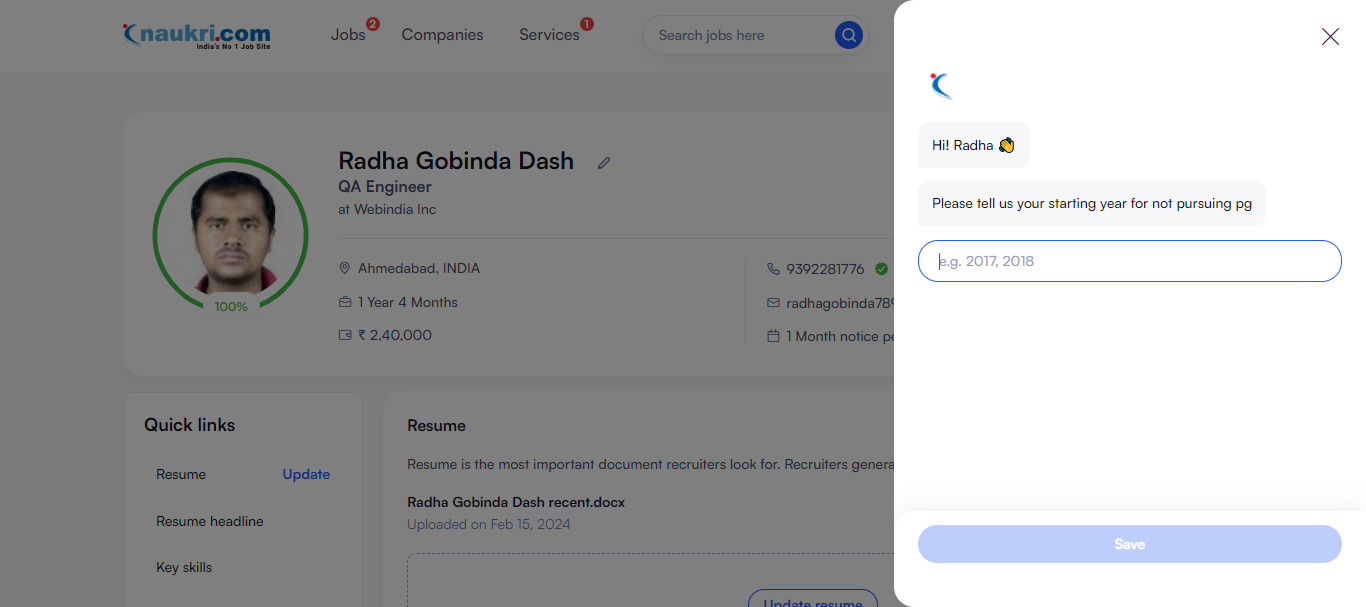 naukri.com
India's No 1 Job Site
Jobs 2
Companies
Services 1
Search jobs here
Radha Gobinda Dash
QA Engineer
at Webindia Inc
100%
Ahmedabad, INDIA
1 Year 4 Months
₹ 2,40,000
9392281776
radhagobinda789
1 Month notice pe
Quick links
Resume Update
Resume headline
Key skills
Resume
Resume is the most important document recruiters look for. Recruiters genera
Radha Gobinda Dash recent.docx
Uploaded on Feb 15, 2024
Update resume
Hi! Radha 👏
Please tell us your starting year for not pursuing pg
e.g. 2017, 2018
Save